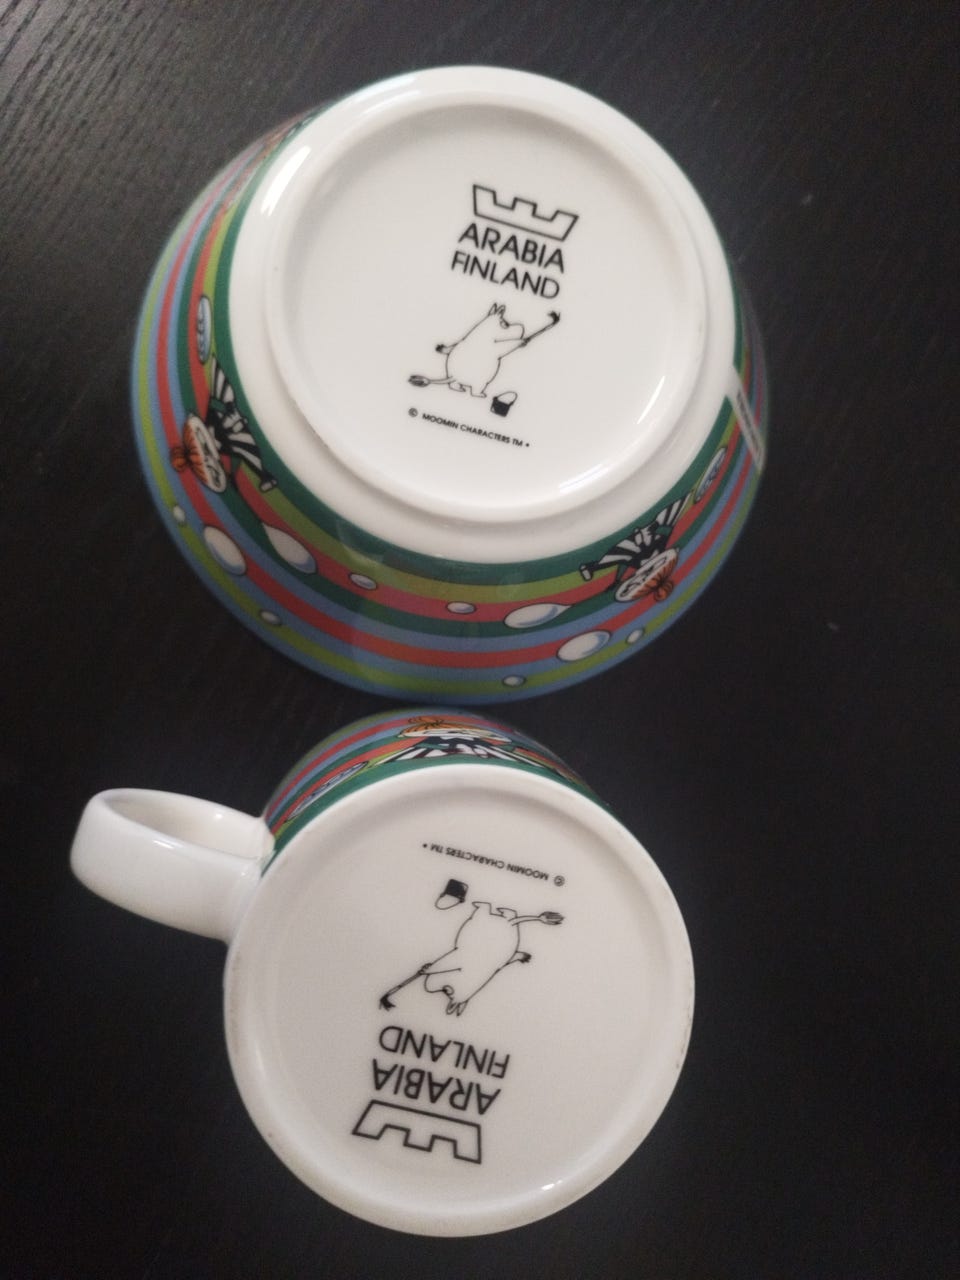 ARABIA
FINLAND
© MOOMIN CHARACTERS TM •
ARABIA
FINLAND
© MOOMIN CHARACTERS TM •